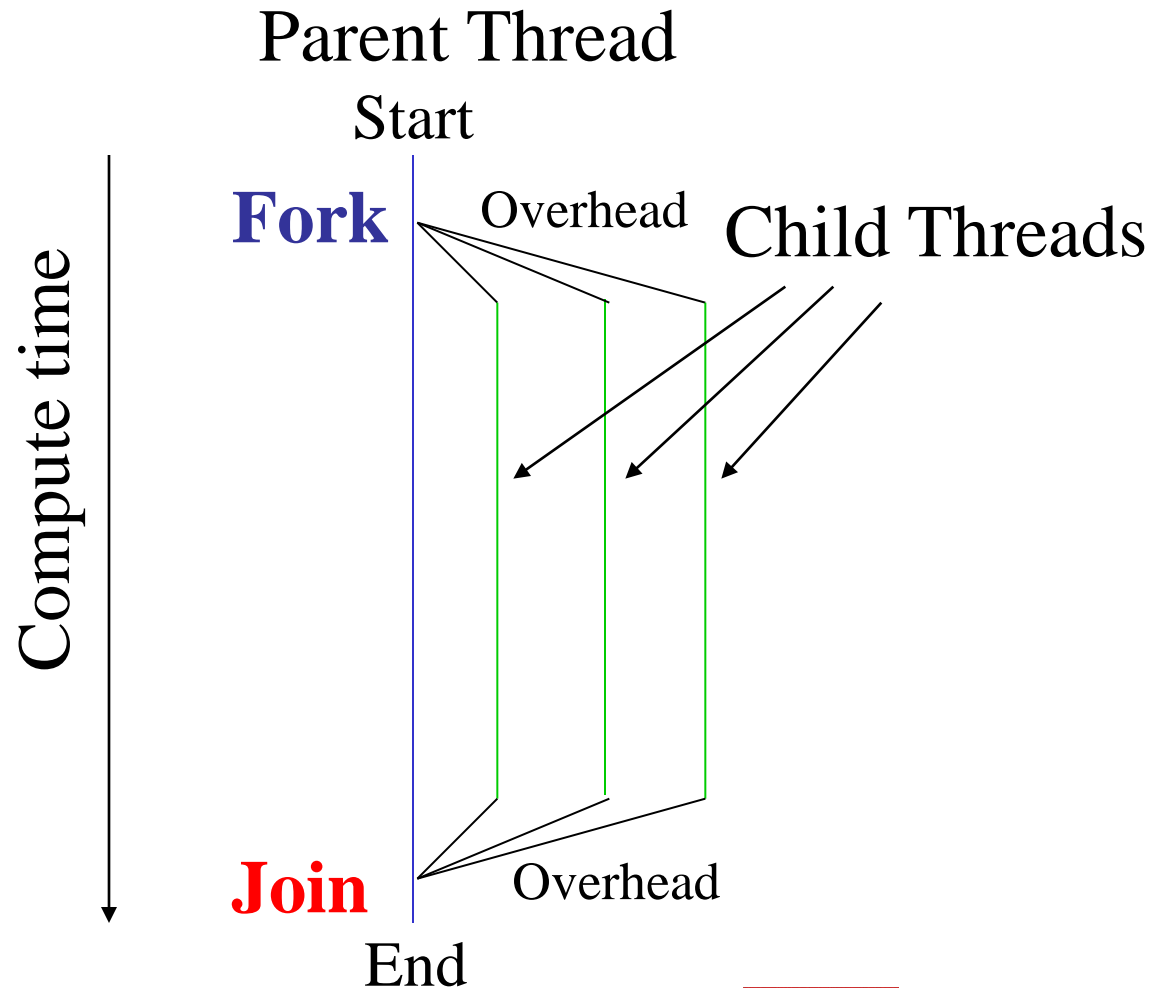 Parent Thread
Start
Fork
Overhead
Child Threads
Compute time
Join
Overhead
End